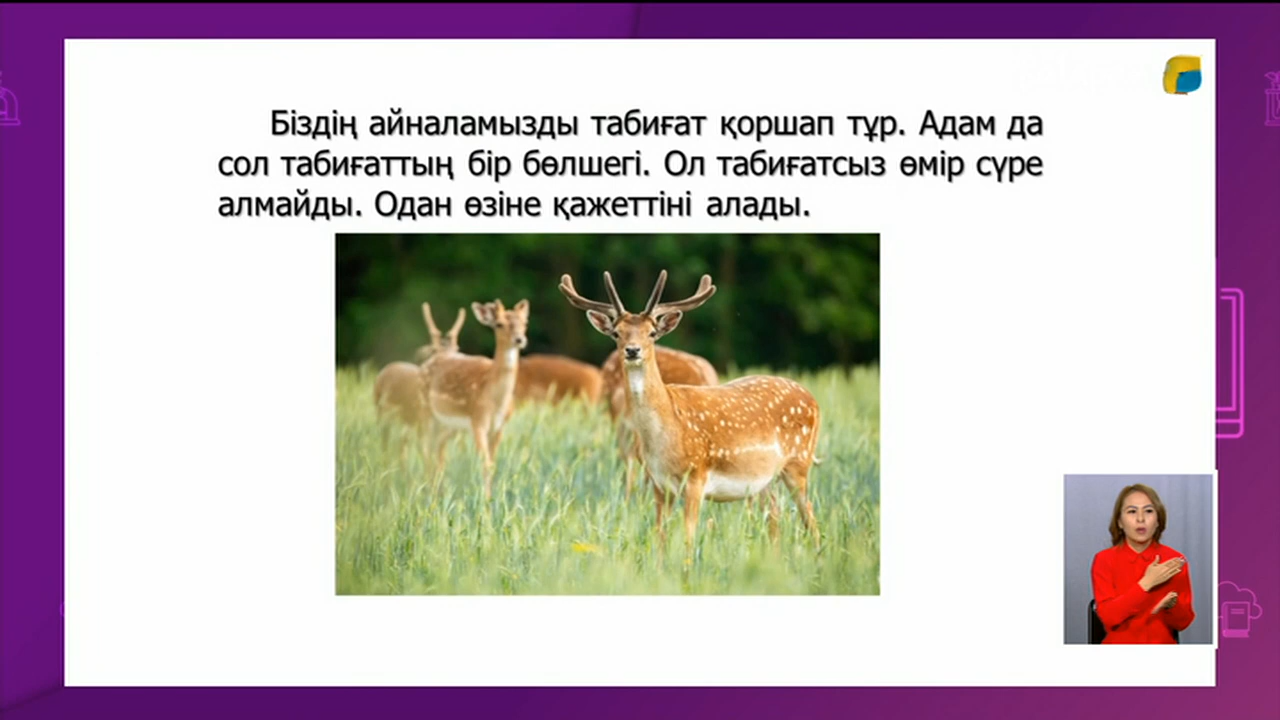 Біздің айналамызды табиғат қоршап тұр. Адам да
сол табиғаттың бір бөлшегі. Ол табиғатсыз өмір сүре
алмайды. Одан өзіне қажеттіні алады.